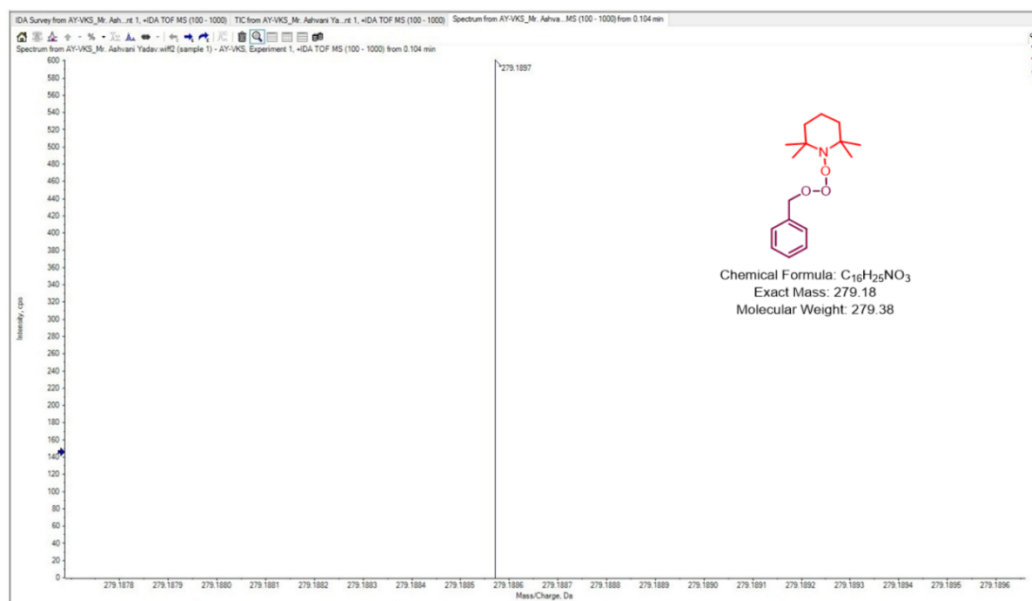 IDA Survey from AY-VKS_Mr. Ash...nt 1, +IDA TOF MS (100 - 1000) TIC from AY-VKS_Mr. Ashvani Ya...nt 1, +IDA TOF MS (100 - 1000) Spectrum from AY-VKS_Mr. Ashva...MS (100 - 1000) from 0.104 min
Spectrum from AY-VKS_Mr. Ashvani Yadav.wiff2 (sample 1) - AY-VKS, Experiment 1, +IDA TOF MS (100 - 1000) from 0.104 min
600
580
560
540
520
500
480
460
440
420
400
380
360
340
320
300
280
260
240
220
200
180
160
140
120
100
80
60
40
20
0
Intensity, cps
*279.1897
N
O
O-O
Chemical Formula: C₁₆H₂₅NO₃
Exact Mass: 279.18
Molecular Weight: 279.38
279.1878 279.1879 279.1880 279.1881 279.1882 279.1883 279.1884 279.1885 279.1886 279.1887 279.1888 279.1889 279.1890 279.1891 279.1892 279.1893 279.1894 279.1895 279.1896
Mass/Charge, Da